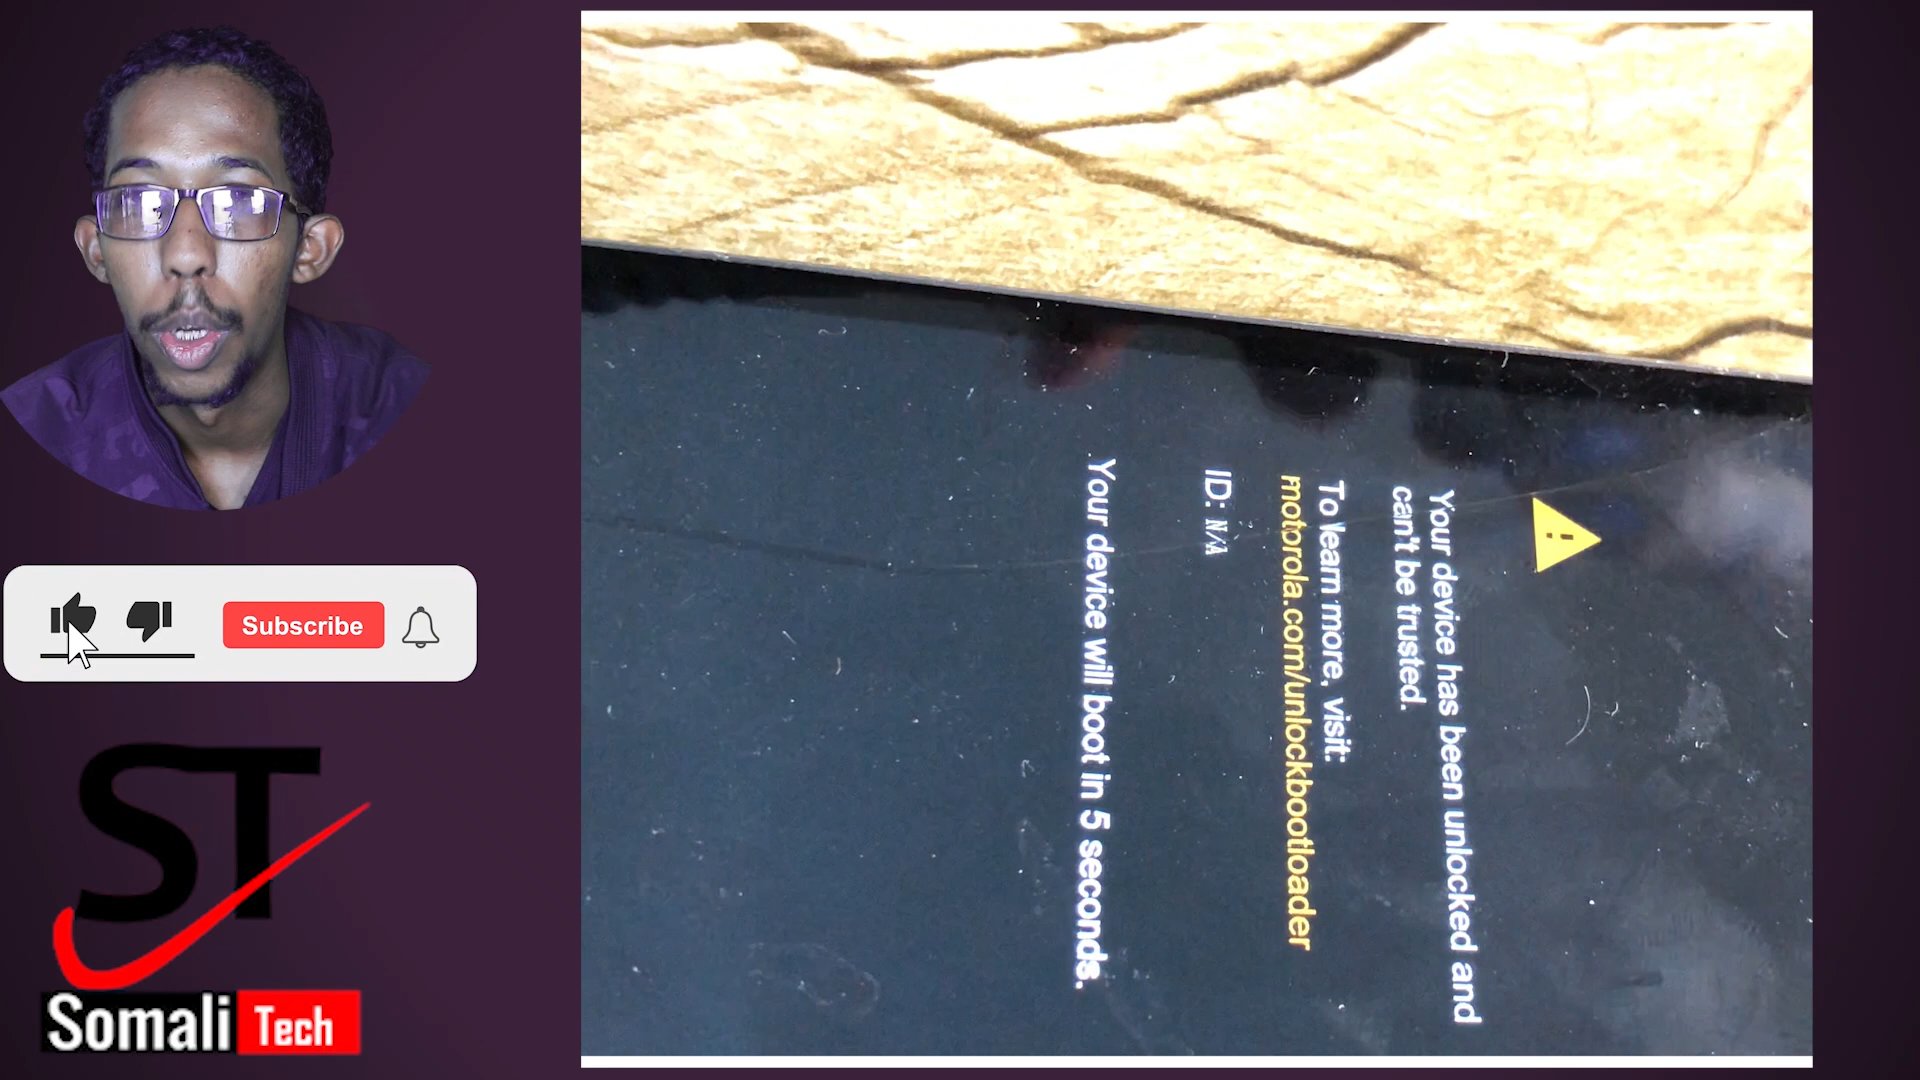 Your device has been unlocked and
can't be trusted.
To learn more, visit:
motorola.com/unlockbootloader
ID: N/A
Your device will boot in 5 seconds.
Subscribe
ST
Somali Tech